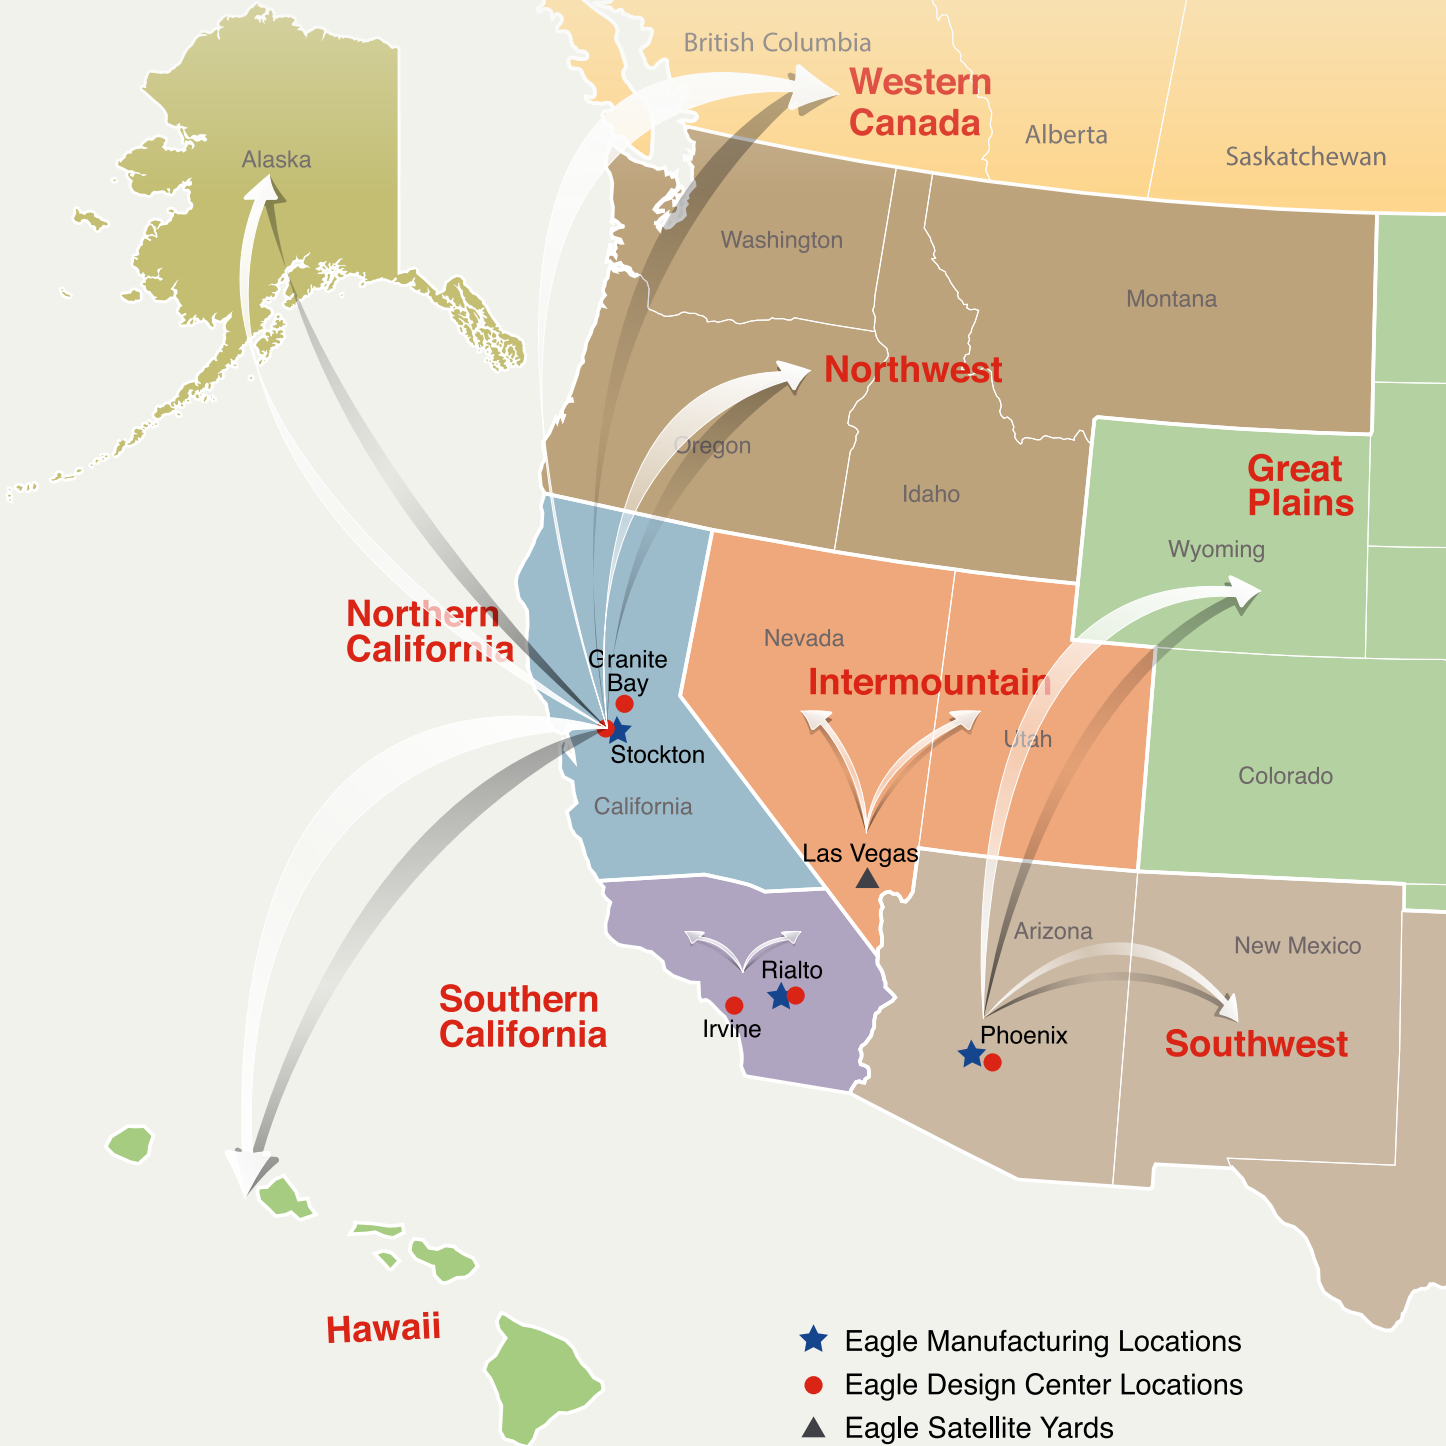 British Columbia
Western
Canada
Alberta
Saskatchewan
Alaska
Washington
Montana
Northwest
Oregon
Idaho
Great
Plains
Wyoming
Northern
California
Nevada
Granite
Bay
Intermountain
Utah
Stockton
Colorado
California
Las Vegas
Arizona
New Mexico
Rialto
Southern
California
Irvine
Phoenix
Southwest
Hawaii
Eagle Manufacturing Locations
Eagle Design Center Locations
Eagle Satellite Yards